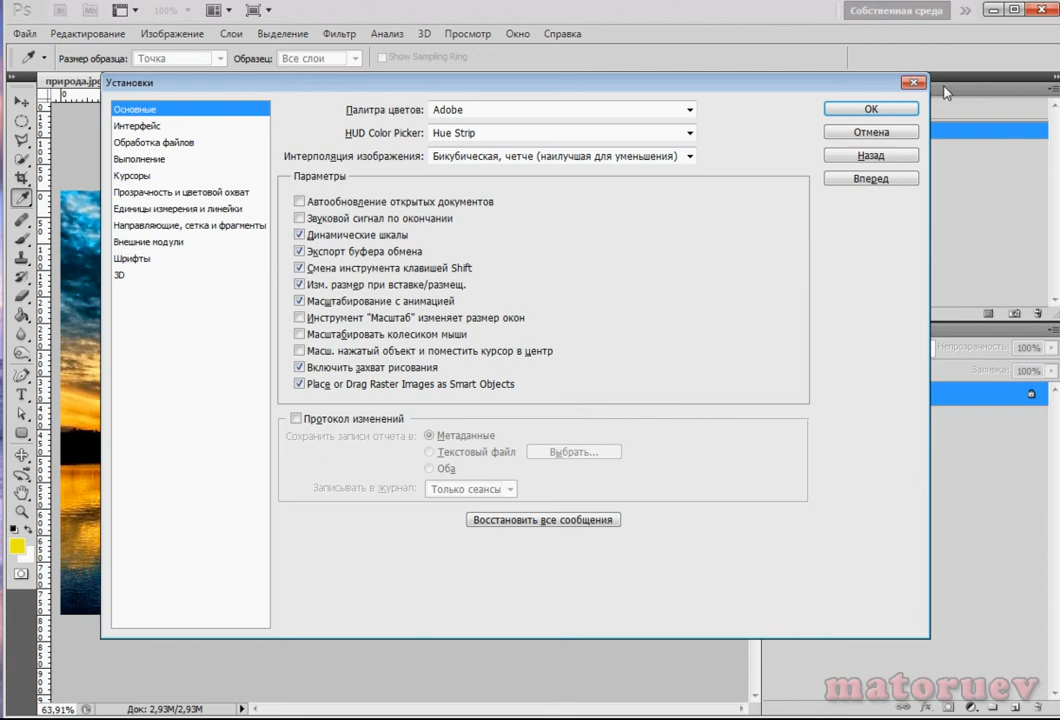 Ps Br Mb 100% Собственная среда
Файл Редактирование Изображение Слои Выделение Фильтр Анализ 3D Просмотр Окно Справка
Размер образца: Точка Образец: Все слои Show Sampling Ring
природа.jpg
Установки
Основные
Интерфейс
Обработка файлов
Выполнение
Курсоры
Прозрачность и цветовой охват
Единицы измерения и линейки
Направляющие, сетка и фрагменты
Внешние модули
Шрифты
3D
Палитра цветов: Adobe
HUD Color Picker: Hue Strip
Интерполяция изображения: Бикубическая, четче (наилучшая для уменьшения)
Параметры
Автообновление открытых документов
Звуковой сигнал по окончании
Динамические шкалы
Экспорт буфера обмена
Смена инструмента клавишей Shift
Изм. размер при вставке/размещ.
Масштабирование с анимацией
Инструмент "Масштаб" изменяет размер окон
Масштабировать колесиком мыши
Масш. нажатый объект и поместить курсор в центр
Включить захват рисования
Place or Drag Raster Images as Smart Objects
Протокол изменений
Сохранить записи отчета в: Метаданные
Текстовый файл Выбрать...
Оба
Записывать в журнал: Только сеансы
Восстановить все сообщения
OK
Отмена
Назад
Вперед
Непрозрачность: 100%
Заливка: 100%
63,91% Док: 2,93M/2,93M
matoruev